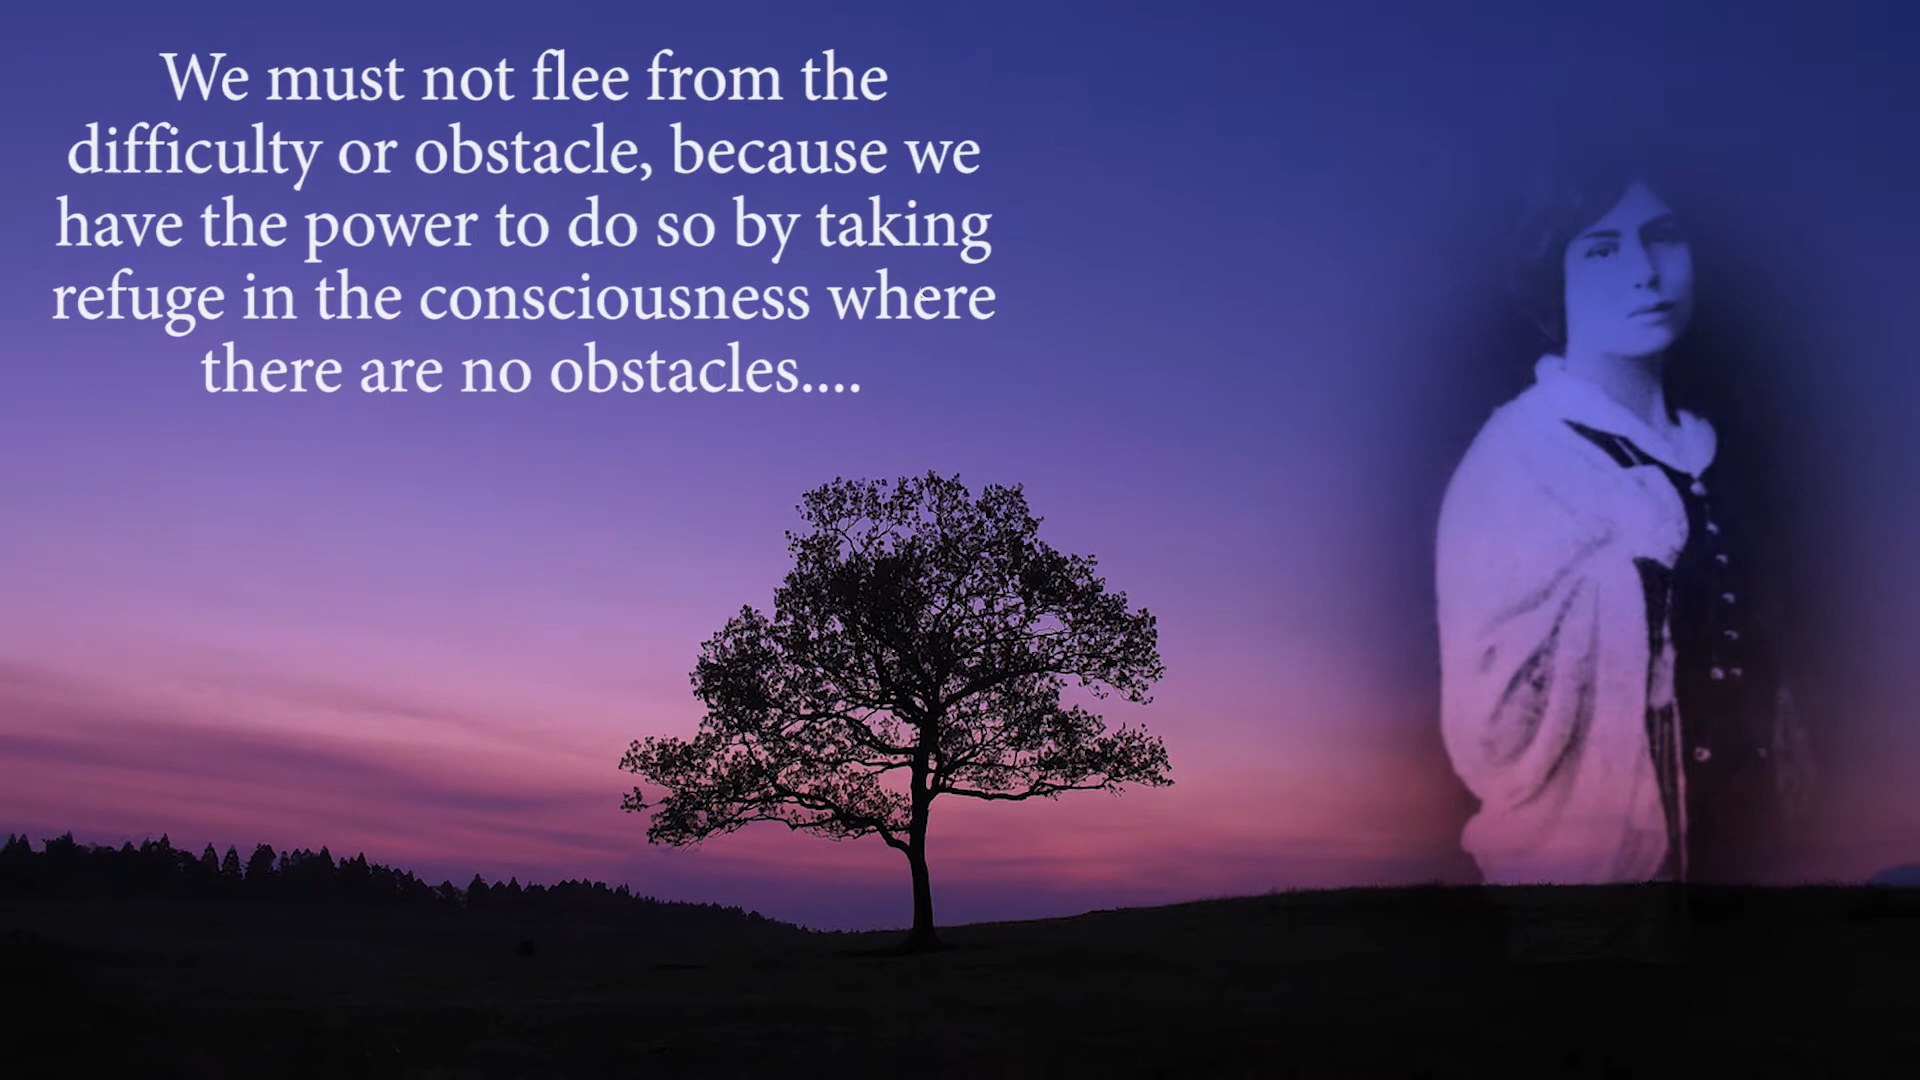 We must not flee from the
difficulty or obstacle, because we
have the power to do so by taking
refuge in the consciousness where
there are no obstacles....